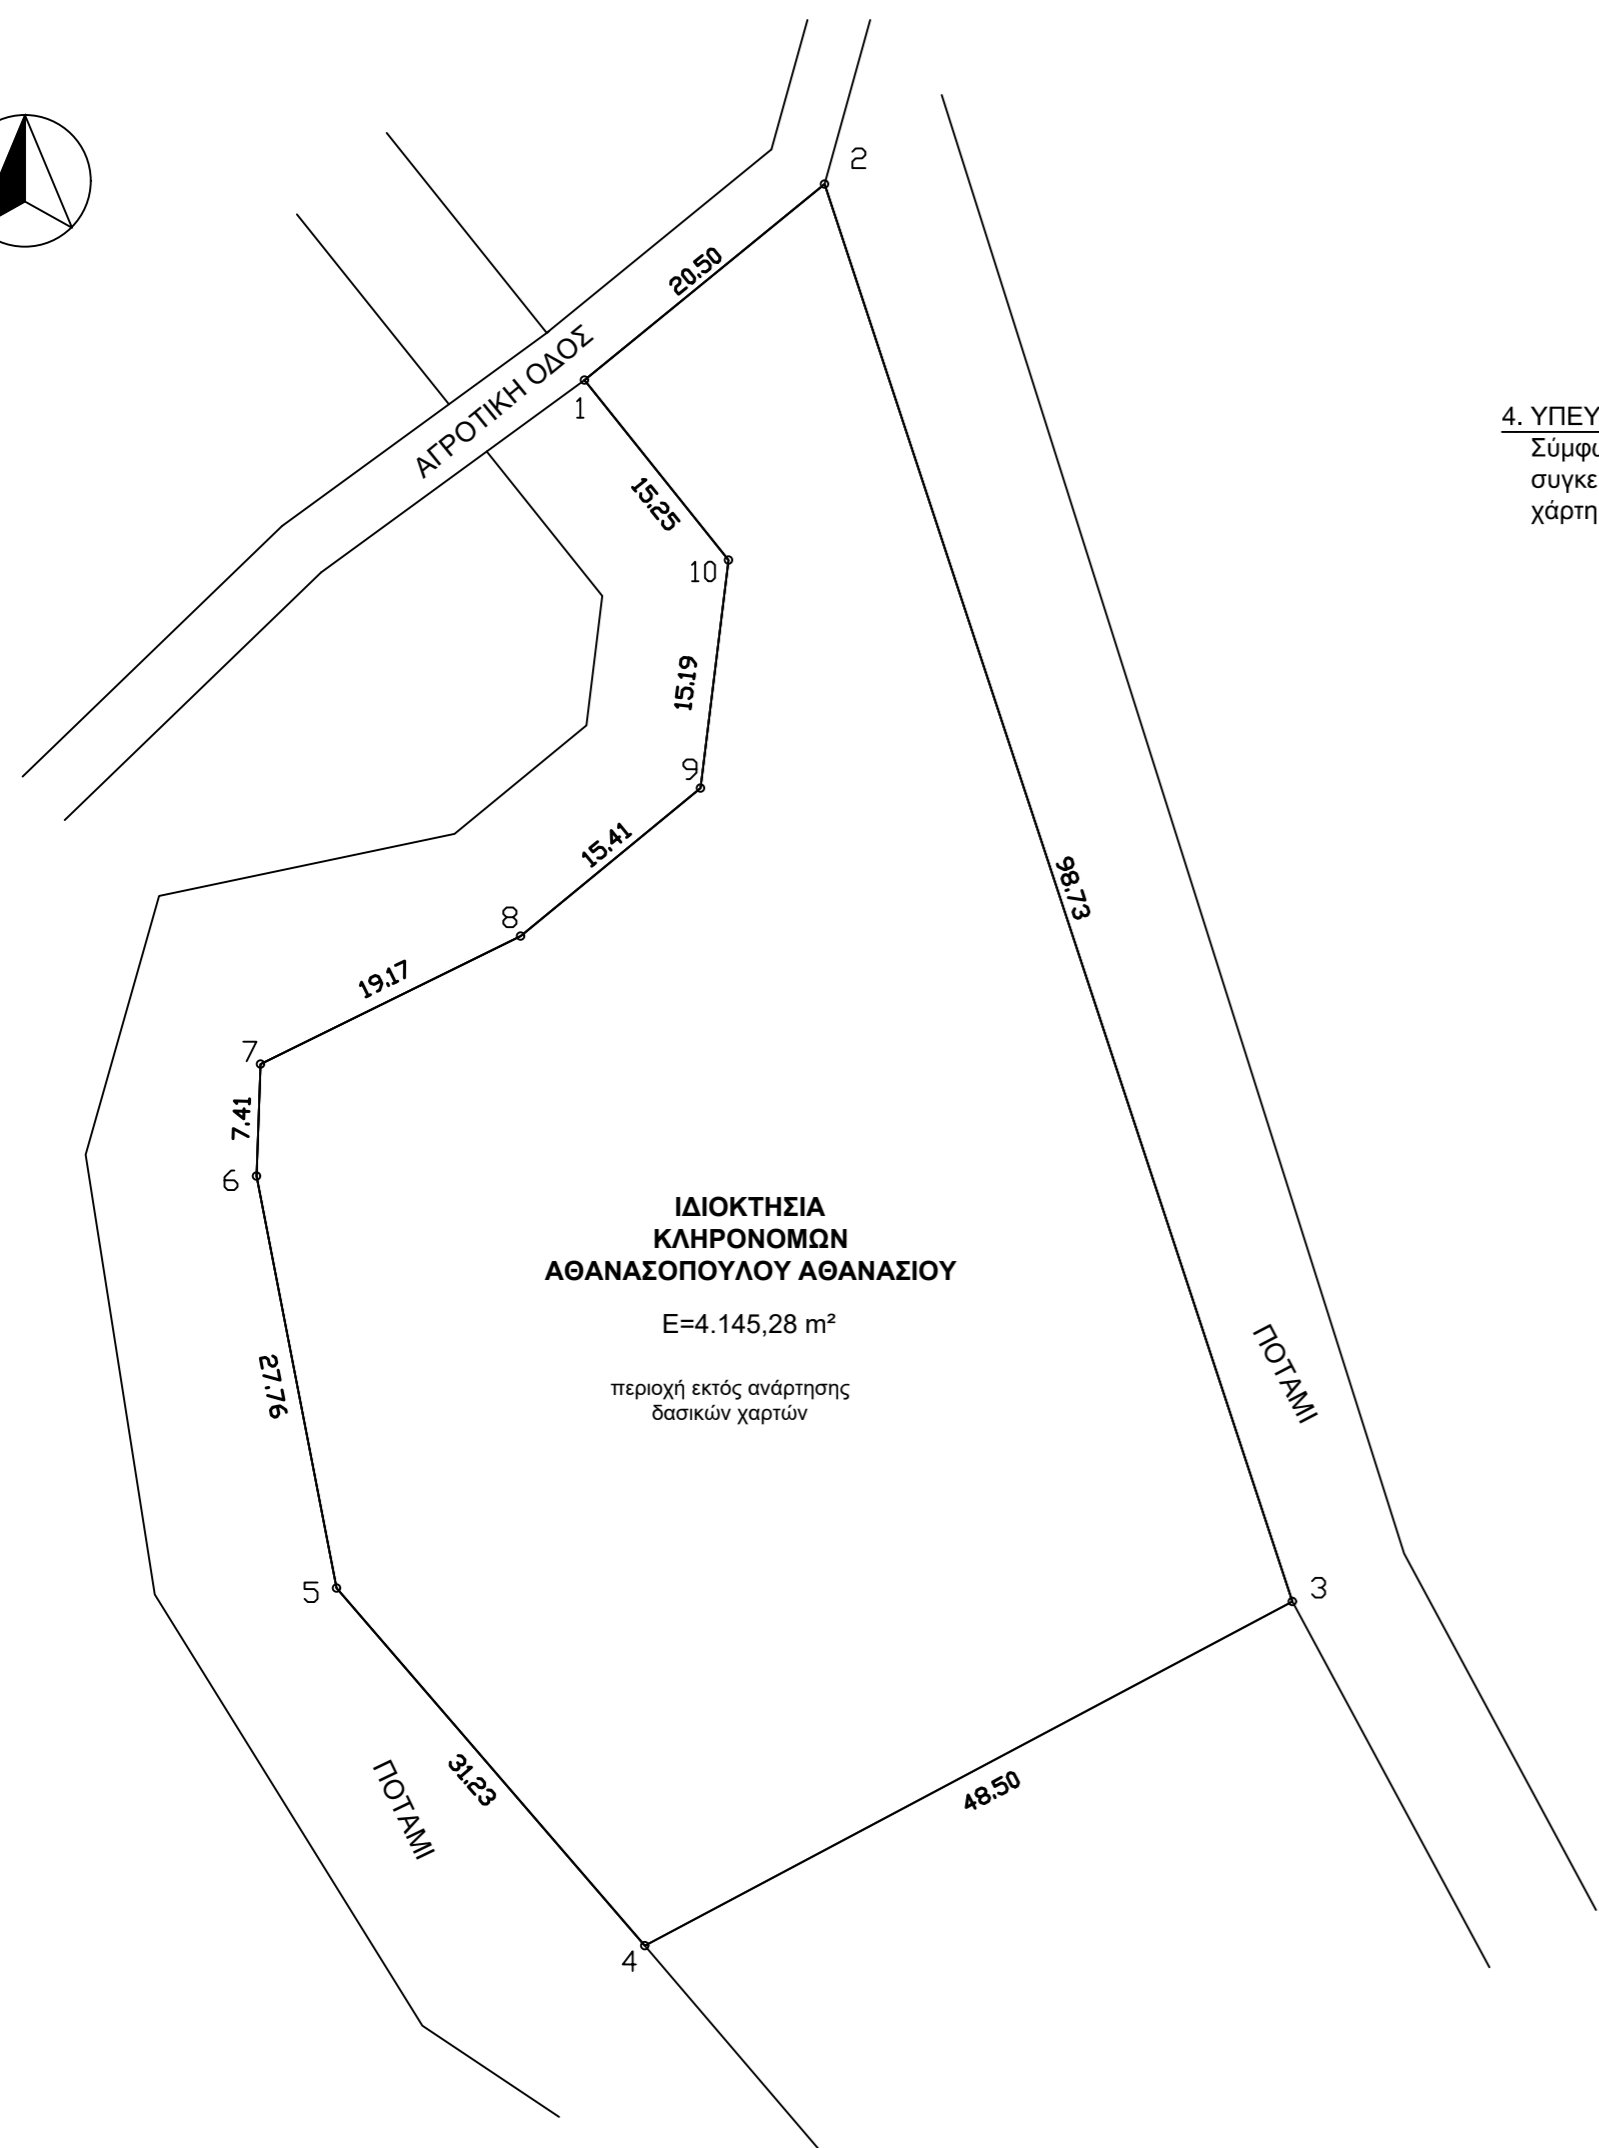 2
20.50
ΑΓΡΟΤΙΚΗ ΟΔΟΣ
1
4. ΥΠΕΥ
Σύμφω
συγκε
χάρτη
15.25
10
15.19
9
15.41
98.73
8
19.17
7
7.41
6
ΙΔΙΟΚΤΗΣΙΑ
ΚΛΗΡΟΝΟΜΩΝ
ΑΘΑΝΑΣΟΠΟΥΛΟΥ ΑΘΑΝΑΣΙΟΥ
Ε=4.145,28 m²
περιοχή εκτός ανάρτησης
δασικών χαρτών
27.76
ΠΟΤΑΜΙ
5
3
31.23
48.50
ΠΟΤΑΜΙ
4